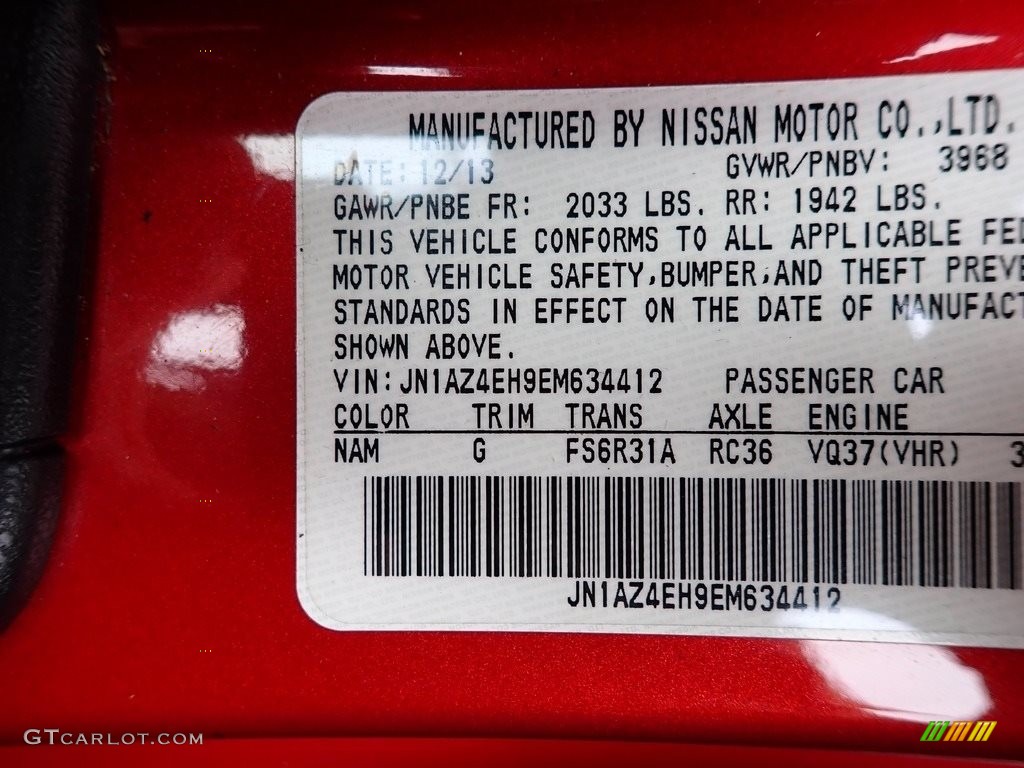 MANUFACTURED BY NISSAN MOTOR CO.,LTD.
DATE: 12/13 GVWR/PNBV: 3968
GAWR/PNBE FR: 2033 LBS. RR: 1942 LBS.
THIS VEHICLE CONFORMS TO ALL APPLICABLE FED
MOTOR VEHICLE SAFETY,BUMPER,AND THEFT PREVE
STANDARDS IN EFFECT ON THE DATE OF MANUFACT
SHOWN ABOVE.
VIN:JN1AZ4EH9EM634412 PASSENGER CAR
COLOR TRIM TRANS AXLE ENGINE
NAM G FS6R31A RC36 VQ37(VHR) 3
JN1AZ4EH9EM634412
GTCARLOT.COM